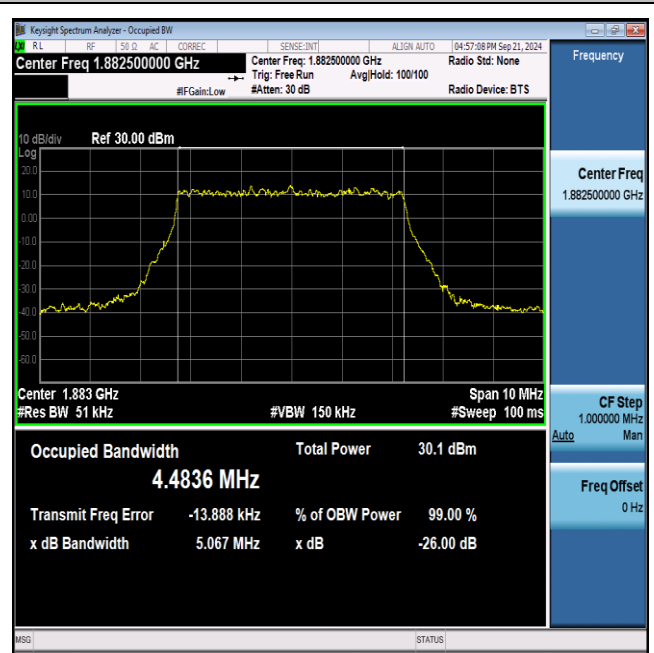 Keysight Spectrum Analyzer - Occupied BW
LXI RL RF 50 Ω AC CORREC SENSE:INT ALIGN AUTO 04:57:08 PM Sep 21, 2024
Center Freq 1.882500000 GHz
Center Freq: 1.882500000 GHz
Radio Std: None
Trig: Free Run Avg|Hold: 100/100
#IFGain:Low #Atten: 30 dB Radio Device: BTS
10 dB/div Ref 30.00 dBm
Log
20.0
10.0
0.00
-10.0
-20.0
-30.0
-40.0
-50.0
-60.0
Center 1.883 GHz Span 10 MHz
#Res BW 51 kHz #VBW 150 kHz #Sweep 100 ms
Occupied Bandwidth Total Power 30.1 dBm
4.4836 MHz
Transmit Freq Error -13.888 kHz % of OBW Power 99.00 %
x dB Bandwidth 5.067 MHz x dB -26.00 dB
MSG STATUS
Frequency
Center Freq
1.882500000 GHz
CF Step
1.000000 MHz
Auto Man
Freq Offset
0 Hz